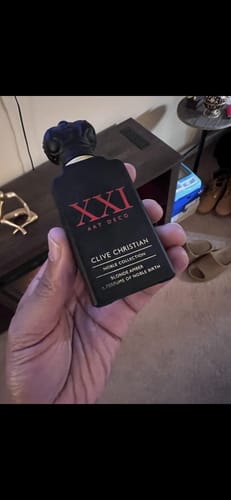 XXI
ART DECO
CLIVE CHRISTIAN
NOBLE COLLECTION
BLONDE AMBER
PERFUME OF NOBLE BIRTH